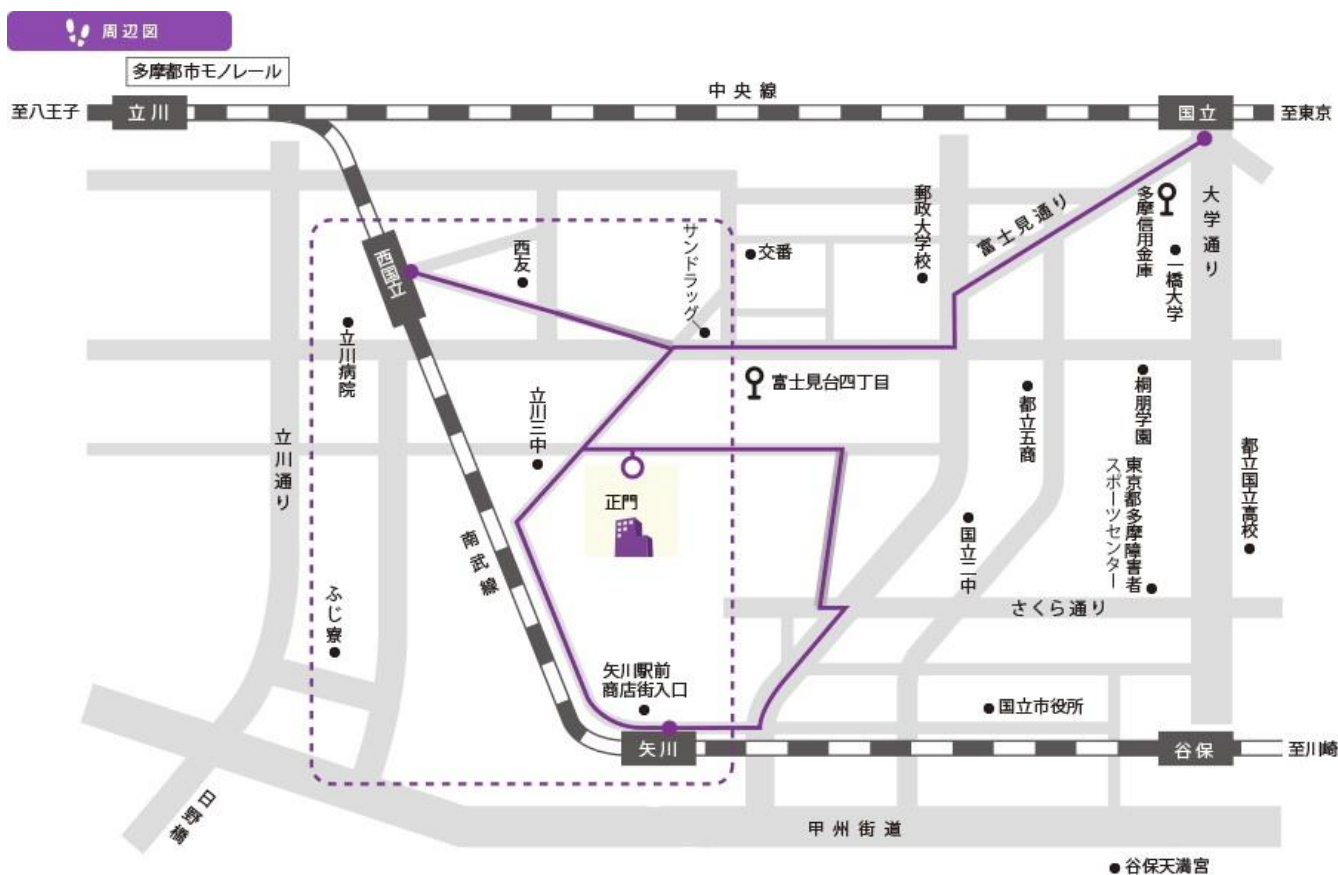 周辺図
多摩都市モノレール
中央線
至八王子
立川
国立
至東京
郵政大学校
富士見通り
多摩信用金庫
一橋大学
大学通り
サンドラッグ
交番
西友
西国立
立川病院
富士見台四丁目
立川三中
都立五商
桐朋学園
立川通り
都立国立高校
東京都多摩障害者
スポーツセンター
正門
国立二中
南武線
ふじ寮
さくら通り
矢川駅前
商店街入口
国立市役所
矢川
谷保
至川崎
日野橋
甲州街道
谷保天満宮